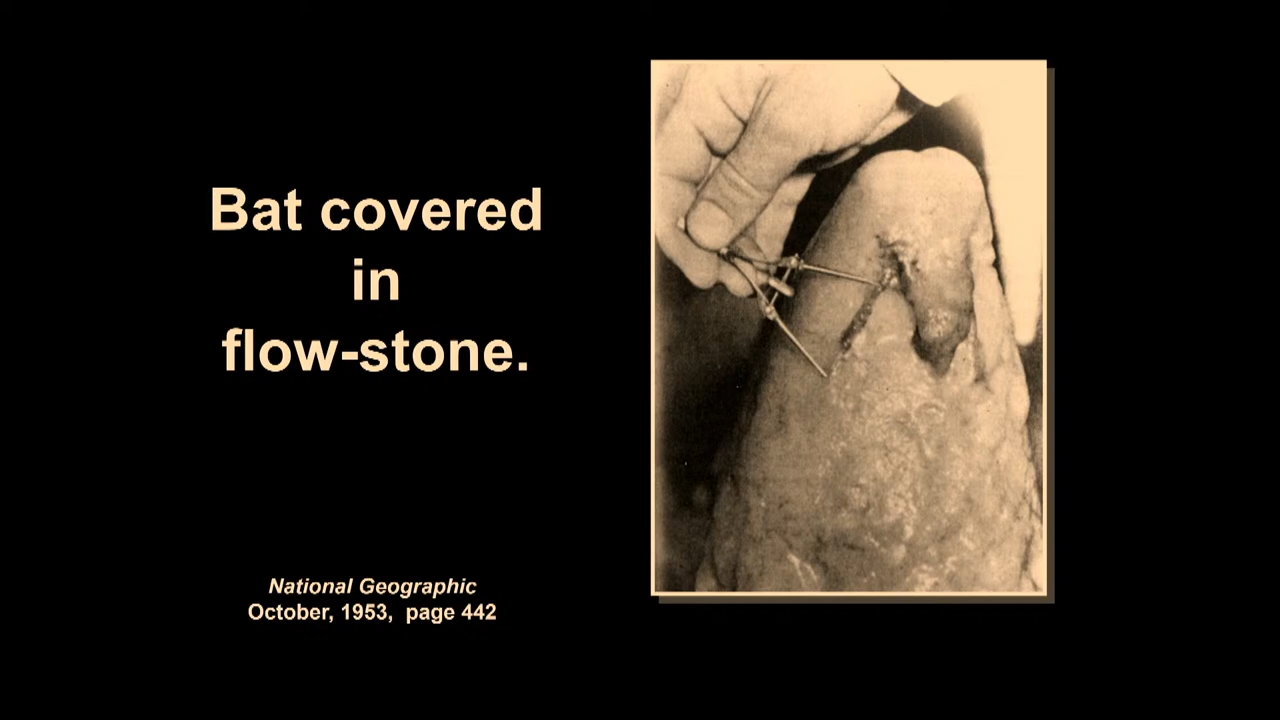 Bat covered
in
flow-stone.
National Geographic
October, 1953, page 442